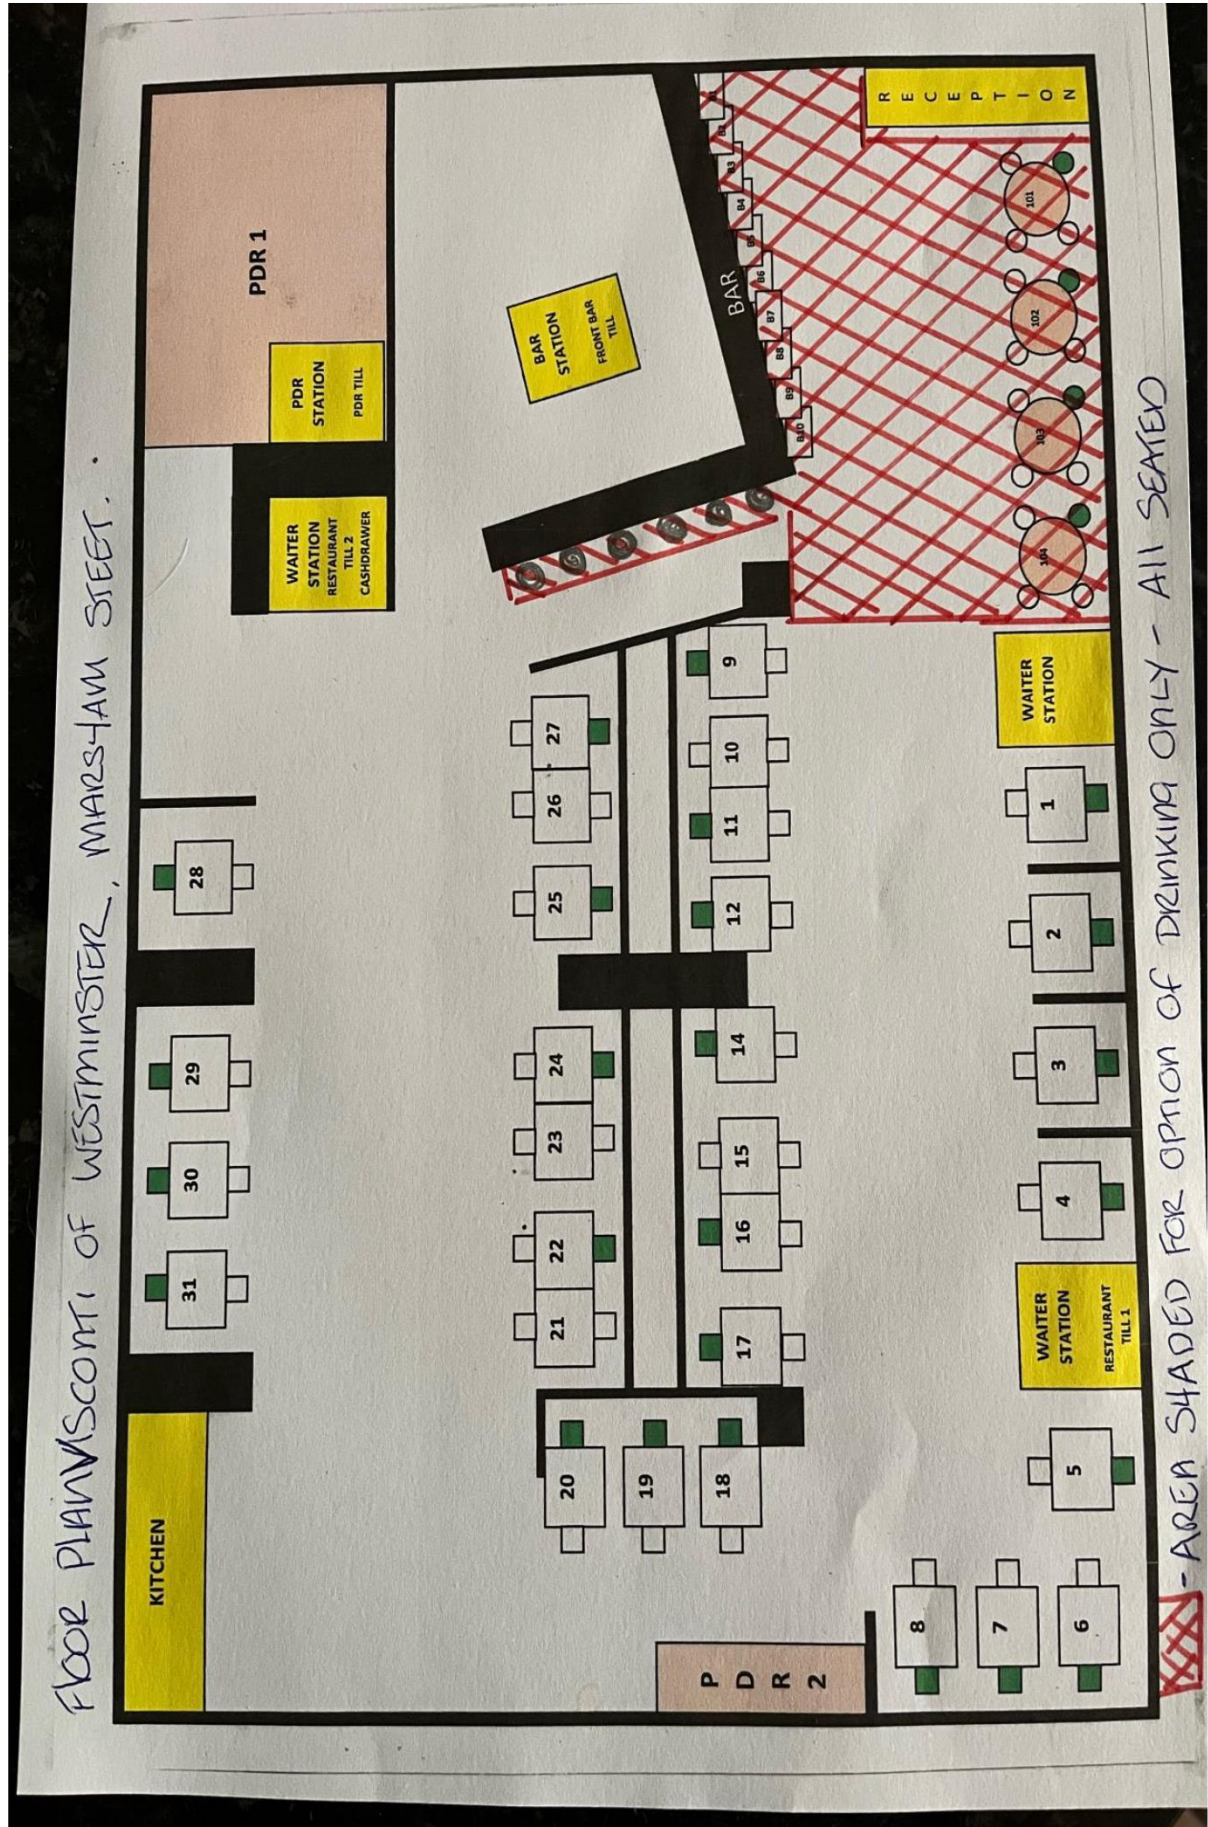 FLOOR PLAN VISCONTI OF WESTMINSTER, MARSHAM STEET.
KITCHEN
31
30
29
28
WAITER
STATION
RESTAURANT
TILL 2
CASHDRAWER
PDR
STATION
PDR TILL
PDR 1
20
19
18
21
22
23
24
25
26
27
BAR
STATION
FRONT BAR
TILL
17
16
15
14
12
11
10
9
BAR
B10
B9
B8
B7
B6
B5
B4
B3
B2
PDR 2
8
7
6
5
WAITER
STATION
RESTAURANT
TILL 1
4
3
2
1
WAITER
STATION
104
103
102
101
RECEPTION
- AREA SHADED FOR OPTION OF DRINKING ONLY - All SEATED